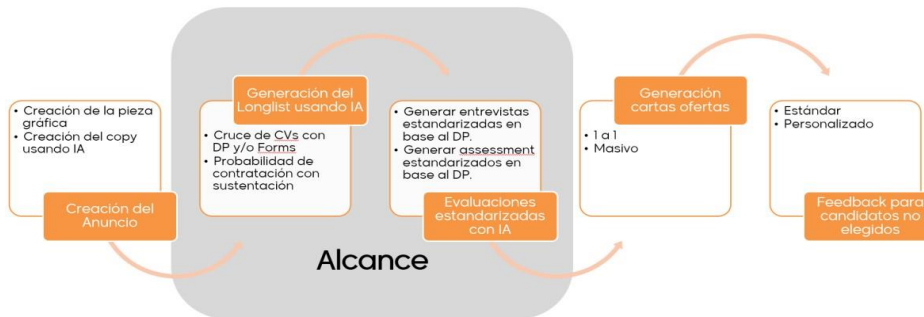 • Creación de la pieza
gráfica
• Creación del copy
usando IA
Creación del
Anuncio
Generación del
Longlist usando IA
• Cruce de CVs con
DP y/o Forms
• Probabilidad de
contratación con
sustentación
• Generar entrevistas
estandarizadas en
base al DP.
• Generar assessment
estandarizados en
base al DP.
Evaluaciones
estandarizadas
con IA
Alcance
Generación
cartas ofertas
• 1 a 1
• Masivo
• Estándar
• Personalizado
Feedback para
candidatos no
elegidos